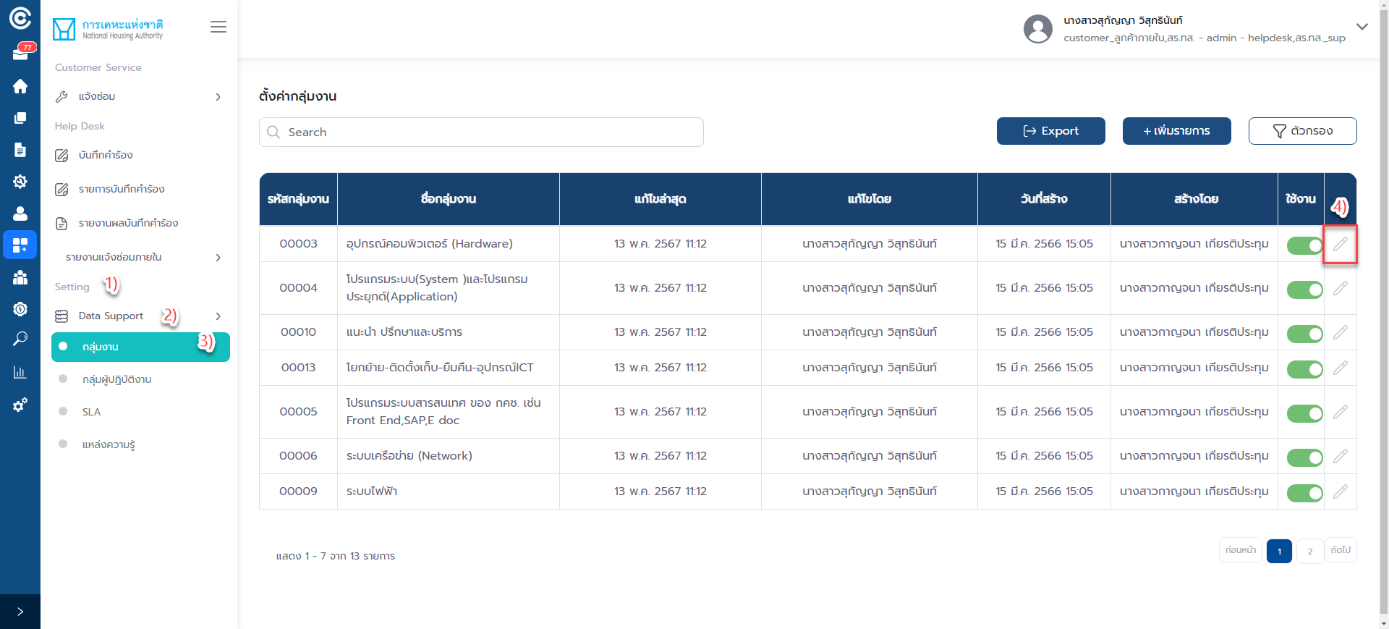 77
การเคหะแห่งชาติ
National Housing Authority
นางสาวสุกัญญา วิสุทธินันท์
customer_ลูกค้าภายใน,สร.ทส. - admin - helpdesk,สร.ทส._sup
Customer Service
แจ้งซ่อม
Help Desk
บันทึกคำร้อง
รายการบันทึกคำร้อง
รายงานผลบันทึกคำร้อง
รายงานแจ้งซ่อมภายใน
Setting 1)
Data Support 2)
กลุ่มงาน 3)
กลุ่มผู้ปฏิบัติงาน
SLA
แหล่งความรู้
ตั้งค่ากลุ่มงาน
Search
Export
+ เพิ่มรายการ
ตัวกรอง
รหัสกลุ่มงาน ชื่อกลุ่มงาน แก้ไขล่าสุด แก้ไขโดย วันที่สร้าง สร้างโดย ใช้งาน 4)
00003 อุปกรณ์คอมพิวเตอร์ (Hardware) 13 พ.ค. 2567 11:12 นางสาวสุกัญญา วิสุทธินันท์ 15 มี.ค. 2566 15:05 นางสาวกาญจนา เกียรติประทุม
00004 โปรแกรมระบบ(System )และโปรแกรม
ประยุกต์(Application) 13 พ.ค. 2567 11:12 นางสาวสุกัญญา วิสุทธินันท์ 15 มี.ค. 2566 15:05 นางสาวกาญจนา เกียรติประทุม
00010 แนะนำ ปรึกษาและบริการ 13 พ.ค. 2567 11:12 นางสาวสุกัญญา วิสุทธินันท์ 15 มี.ค. 2566 15:05 นางสาวกาญจนา เกียรติประทุม
00013 โยกย้าย-ติดตั้งเก็บ-ยืมคืน-อุปกรณ์ICT 13 พ.ค. 2567 11:12 นางสาวสุกัญญา วิสุทธินันท์ 15 มี.ค. 2566 15:05 นางสาวกาญจนา เกียรติประทุม
00005 โปรแกรมระบบสารสนเทศ ของ กคช. เช่น
Front End,SAP,E doc 13 พ.ค. 2567 11:12 นางสาวสุกัญญา วิสุทธินันท์ 15 มี.ค. 2566 15:05 นางสาวกาญจนา เกียรติประทุม
00006 ระบบเครือข่าย (Network) 13 พ.ค. 2567 11:12 นางสาวสุกัญญา วิสุทธินันท์ 15 มี.ค. 2566 15:05 นางสาวกาญจนา เกียรติประทุม
00009 ระบบไฟฟ้า 13 พ.ค. 2567 11:12 นางสาวสุกัญญา วิสุทธินันท์ 15 มี.ค. 2566 15:05 นางสาวกาญจนา เกียรติประทุม
แสดง 1 - 7 จาก 13 รายการ
ก่อนหน้า 1 2 ถัดไป